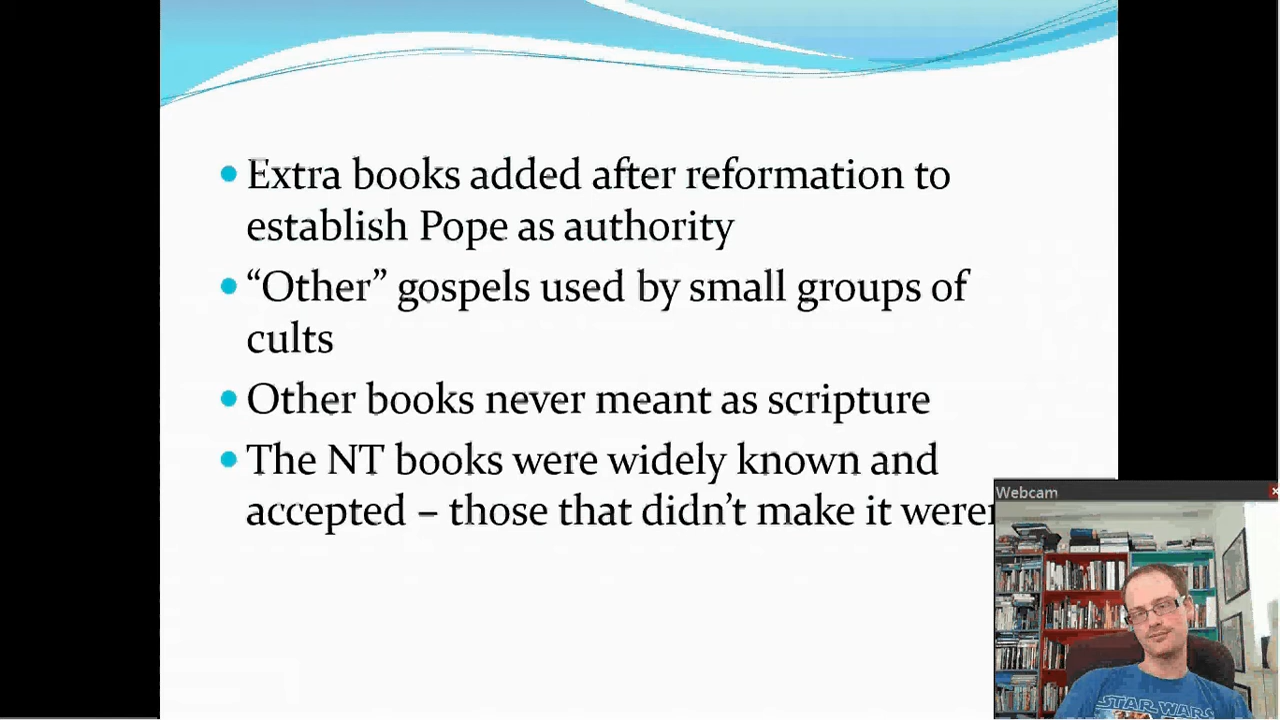 • Extra books added after reformation to
establish Pope as authority
• “Other” gospels used by small groups of
cults
• Other books never meant as scripture
• The NT books were widely known and
accepted – those that didn’t make it weren
Webcam
STAR WARS